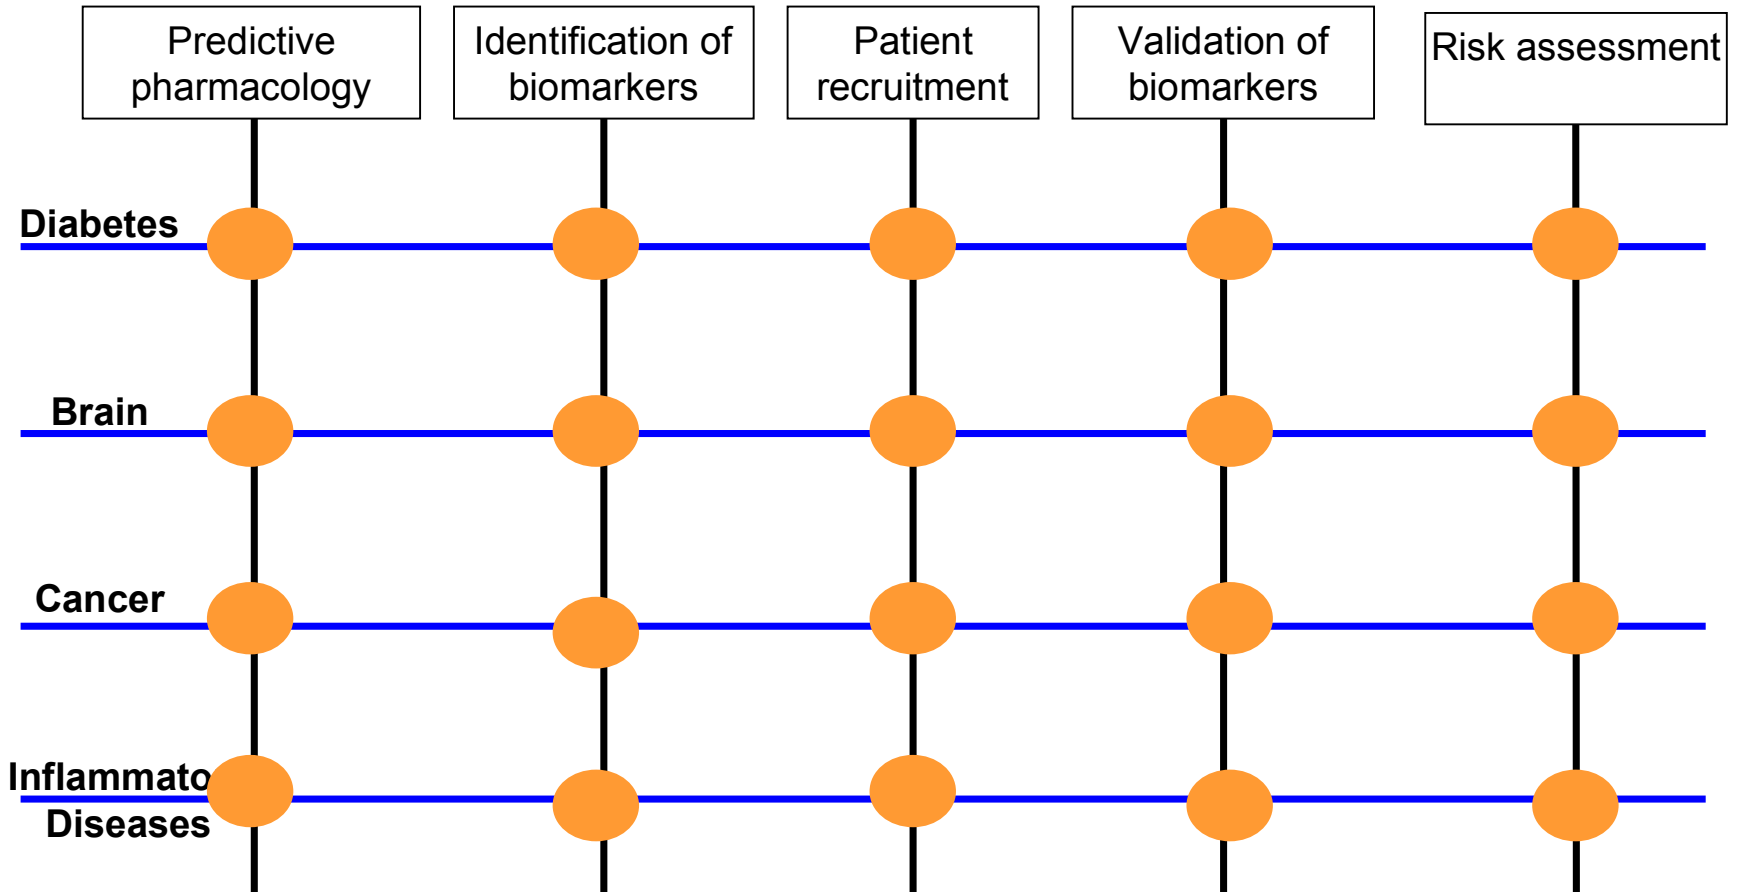 Predictive
pharmacology
Identification of
biomarkers
Patient
recruitment
Validation of
biomarkers
Risk assessment
Diabetes
Brain
Cancer
Inflammato
Diseases